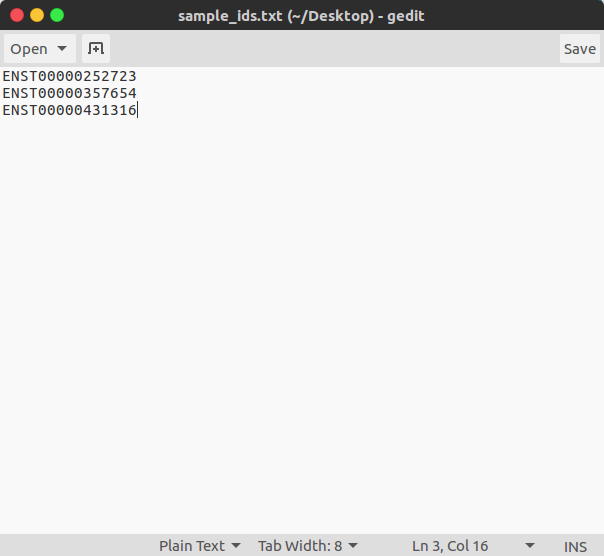 sample_ids.txt (~/Desktop) - gedit
Open Save
ENST00000252723
ENST00000357654
ENST00000431316
Plain Text Tab Width: 8 Ln 3, Col 16 INS